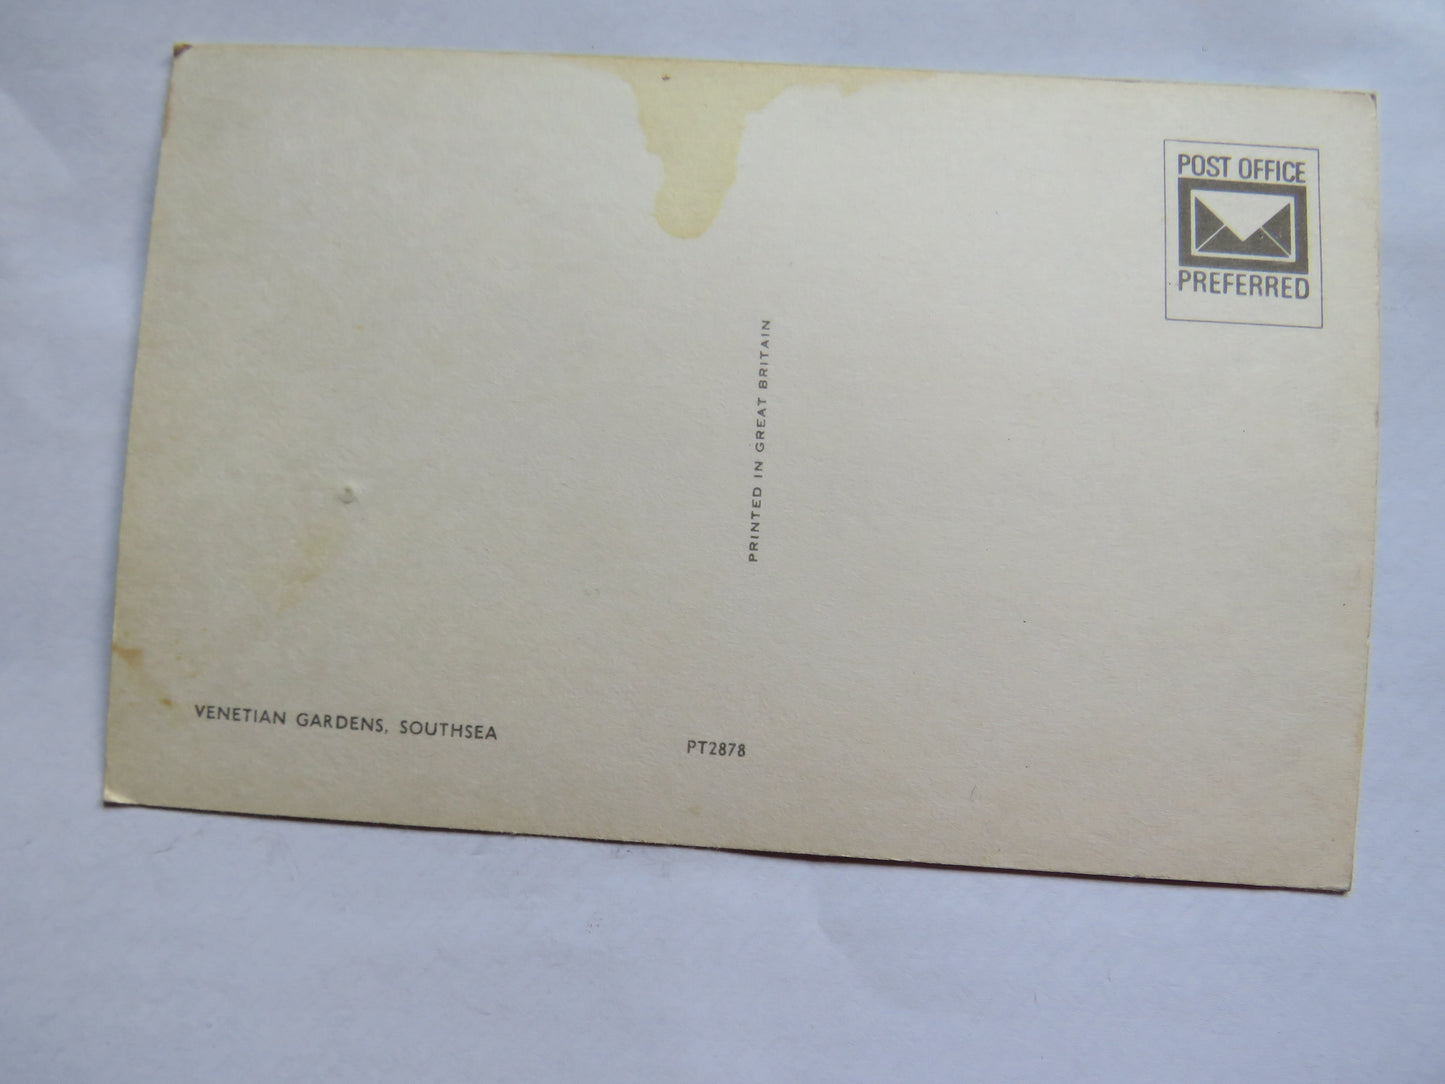 POST OFFICE
PREFERRED
PRINTED IN GREAT BRITAIN
VENETIAN GARDENS, SOUTHSEA
PT2878